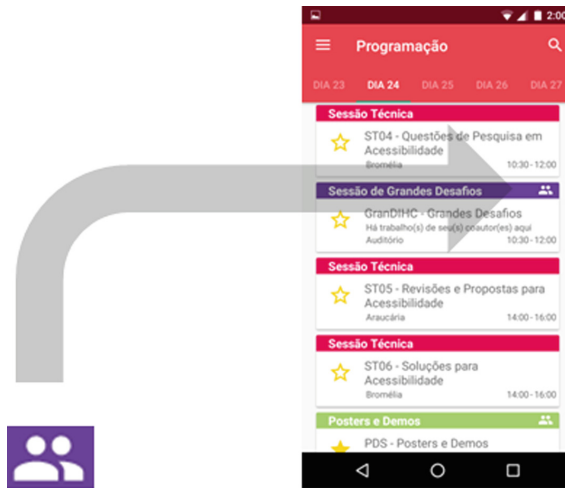 2:00
Programação
DIA 23 DIA 24 DIA 25 DIA 26 DIA 27
Sessão Técnica
ST04 - Questões de Pesquisa em
Acessibilidade
Bromélia 10:30-12:00
Sessão de Grandes Desafios
GranDIHC - Grandes Desafios
Há trabalho(s) de seu(s) coautor(es) aqui
Auditório 10:30-12:00
Sessão Técnica
ST05 - Revisões e Propostas para
Acessibilidade
Araucária 14:00-16:00
Sessão Técnica
ST06 - Soluções para
Acessibilidade
Bromélia 14:00-16:00
Posters e Demos
PDS - Posters e Demos